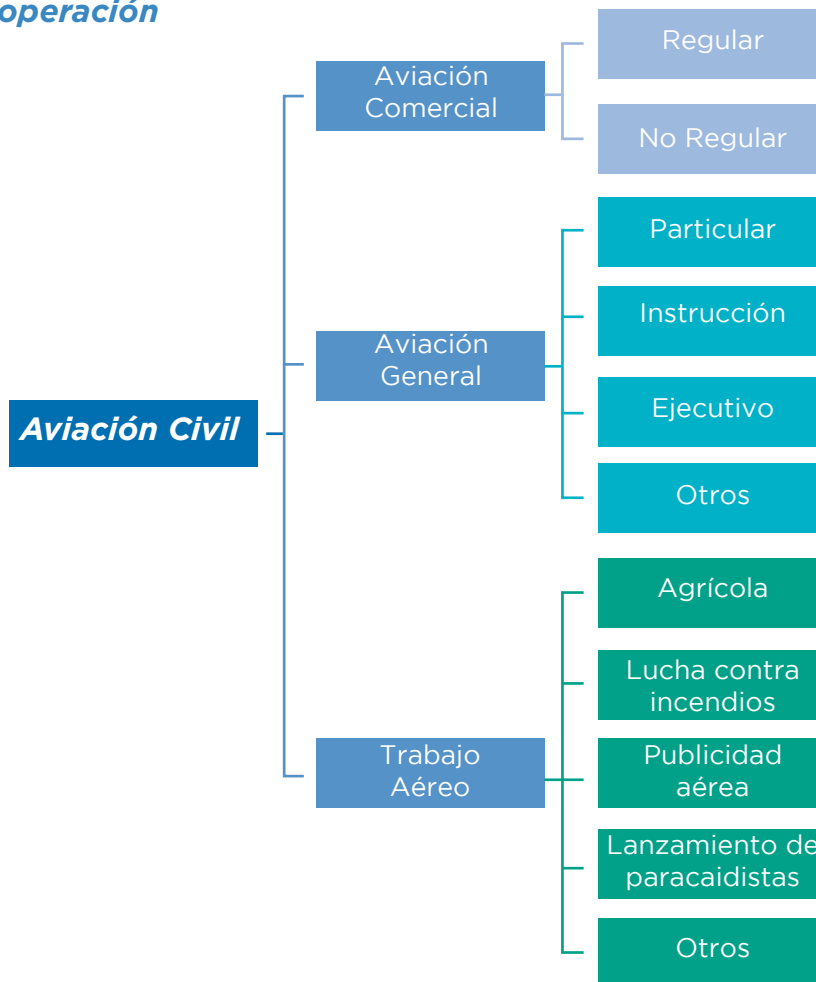 operación
Aviación Civil
Aviación
Comercial
Regular
No Regular
Aviación
General
Particular
Instrucción
Ejecutivo
Otros
Trabajo
Aéreo
Agrícola
Lucha contra
incendios
Publicidad
aérea
Lanzamiento de
paracaidistas
Otros